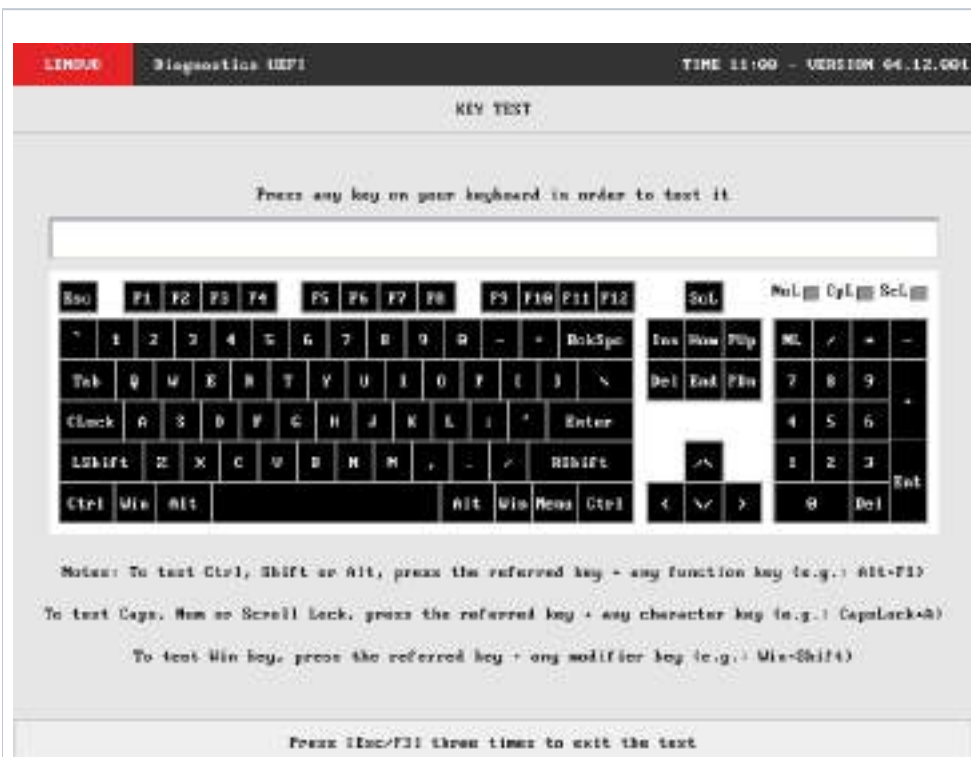 LENOVO Diagnostics UEFI TIME 11:00 - VERSION 04.12.001
KEY TEST
Press any key on your keyboard in order to test it
Esc F1 F2 F3 F4 F5 F6 F7 F8 F9 F10 F11 F12 ScL NuL CpL ScL
1 2 3 4 5 6 7 8 9 0 - = BckSpc Ins Hom PUp NL / * -
Tab Q W E R T Y U I O P [ ] \ Del End PDn 7 8 9 +
CLock A S D F G H J K L ; ' Enter 4 5 6
LShift Z X C V B N M , . / RShift /\ 1 2 3 Ent
Ctrl Win Alt Alt Win Menu Ctrl < \/ > 0 Del
Notes: To test Ctrl, Shift or Alt, press the referred key + any function key (e.g.: Alt+F1)
To test Caps, Num or Scroll Lock, press the referred key + any character key (e.g.: CapsLock+A)
To test Win key, press the referred key + any modifier key (e.g.: Win+Shift)
Press [Esc/F3] three times to exit the test